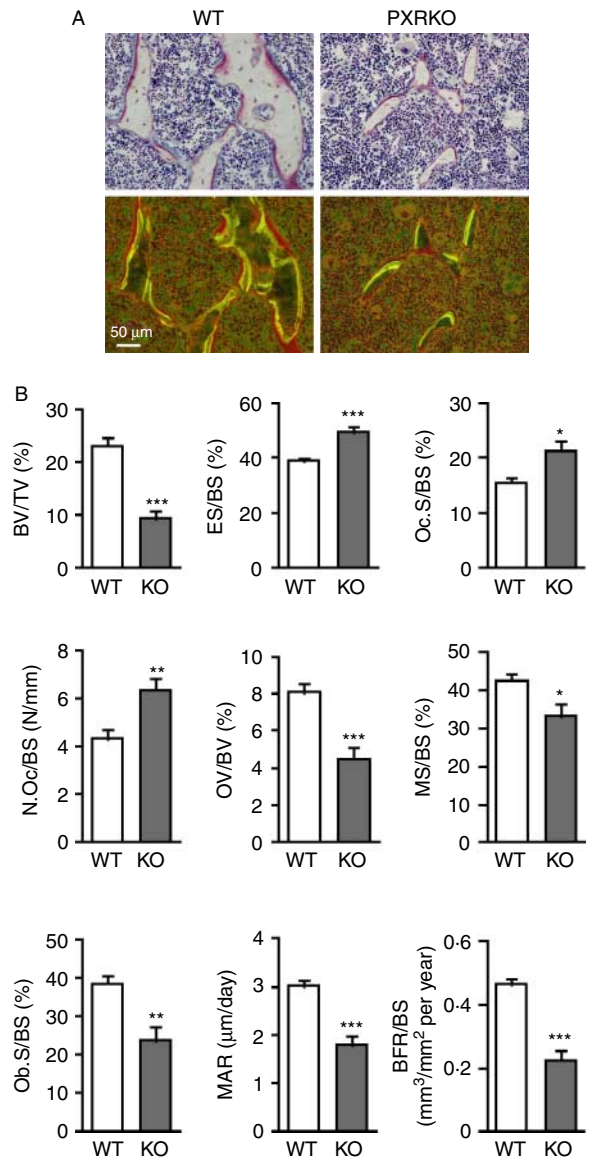 A
WT
PXRKO
50 µm
B
BV/TV (%)
30
20
10
0
***
WT KO
ES/BS (%)
60
40
20
0
***
WT KO
Oc.S/BS (%)
30
20
10
0
*
WT KO
N.Oc/BS (N/mm)
8
6
4
2
0
**
WT KO
OV/BV (%)
10
8
6
4
2
0
***
WT KO
MS/BS (%)
50
40
30
20
10
0
*
WT KO
Ob.S/BS (%)
50
40
30
20
10
0
**
WT KO
MAR (µm/day)
4
3
2
1
0
***
WT KO
BFR/BS
(mm³/mm² per year)
0·6
0·4
0·2
0
***
WT KO